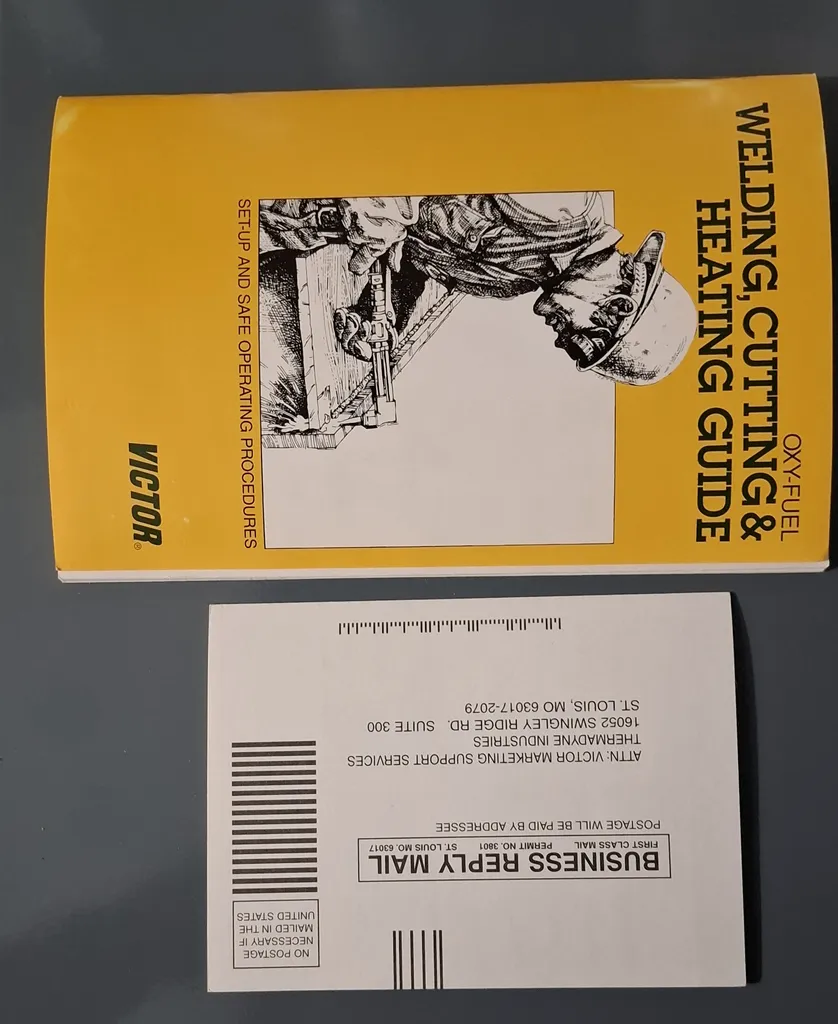 OXY-FUEL
WELDING, CUTTING &
HEATING GUIDE
SET-UP AND SAFE OPERATING PROCEDURES
VICTOR®
NO POSTAGE
NECESSARY IF
MAILED IN THE
UNITED STATES
BUSINESS REPLY MAIL
FIRST CLASS MAIL PERMIT NO. 3801 ST. LOUIS MO. 63017
POSTAGE WILL BE PAID BY ADDRESSEE
ATTN: VICTOR MARKETING SUPPORT SERVICES
THERMADYNE INDUSTRIES
16052 SWINGLEY RIDGE RD. SUITE 300
ST. LOUIS, MO 63017-2079